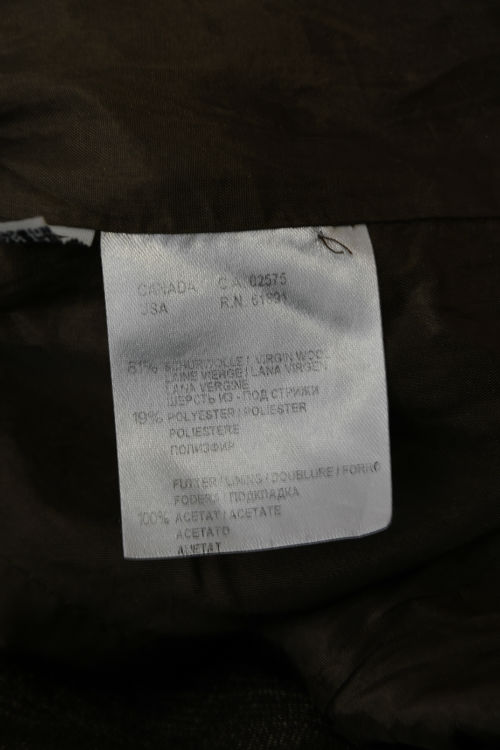 CANADA C.A. 02575
USA R.N. 61891
81% SCHURWOLLE / VIRGIN WOOL
LAINE VIERGE / LANA VIRGEN
LANA VERGINE
ШЕРСТЬ ИЗ - ПОД СТРИЖКИ
19% POLYESTER / POLIESTER
POLIESTERE
ПОЛИЭФИР
FUTTER / LINING / DOUBLURE / FORRO
FODERA / ПОДКЛАДКА
100% ACETAT / ACETATE
ACETATO
АЦЕТАТ